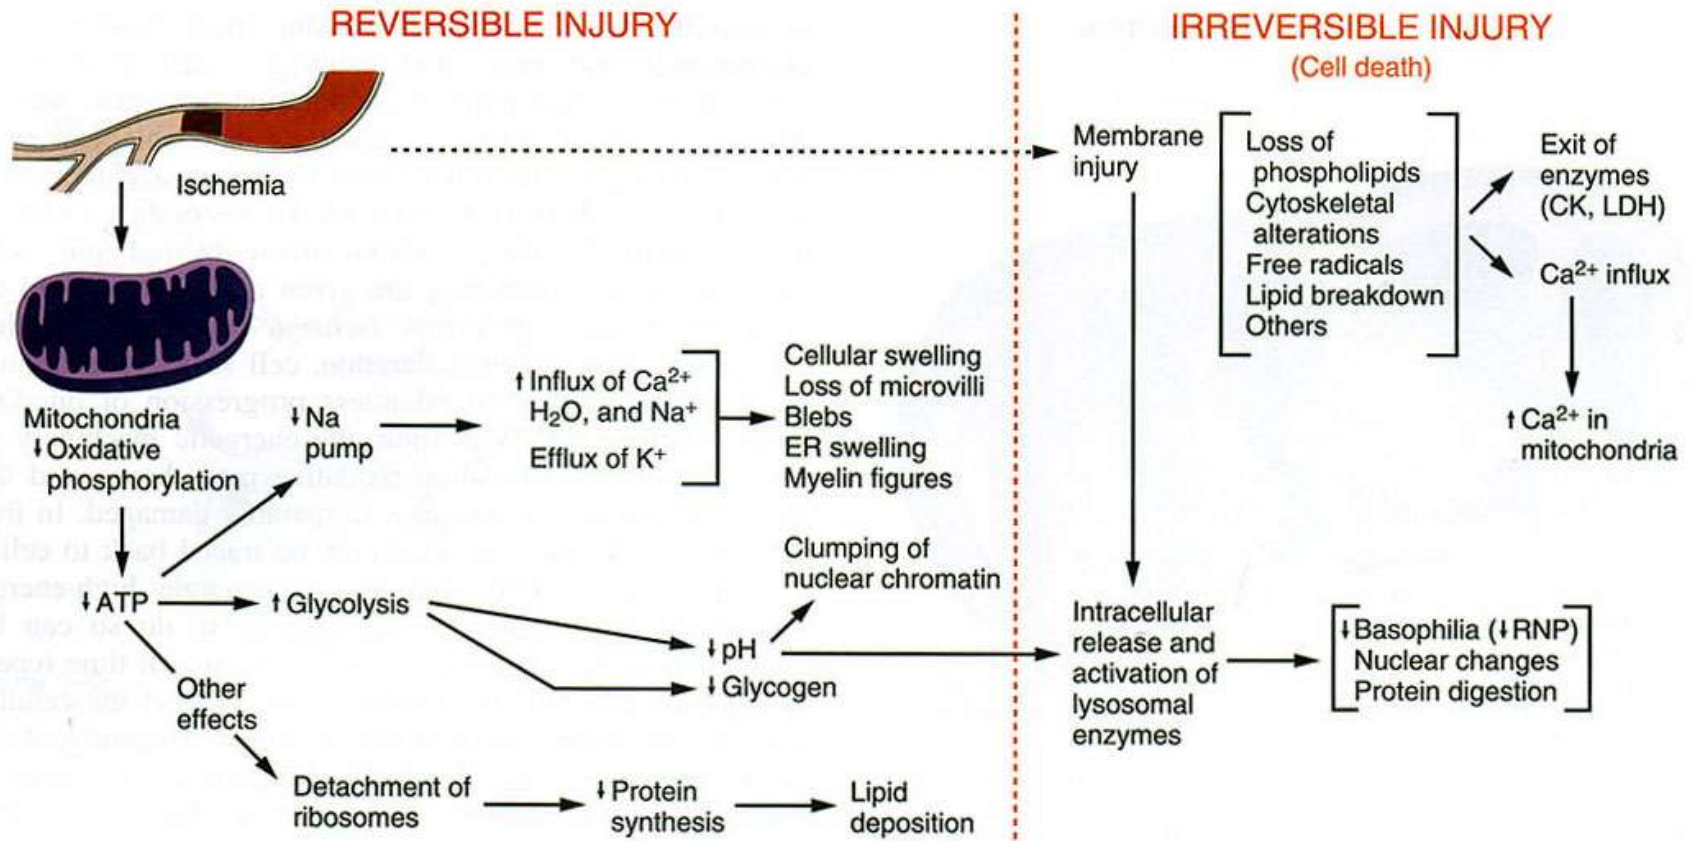 REVERSIBLE INJURY
IRREVERSIBLE INJURY
(Cell death)
Ischemia
Mitochondria
↓Oxidative
phosphorylation
↓Na
pump
↑Influx of Ca²⁺
H₂O, and Na⁺
Efflux of K⁺
Cellular swelling
Loss of microvilli
Blebs
ER swelling
Myelin figures
↓ATP
↑Glycolysis
↓pH
↓Glycogen
Clumping of
nuclear chromatin
Other
effects
Detachment of
ribosomes
↓Protein
synthesis
Lipid
deposition
Membrane
injury
Loss of
phospholipids
Cytoskeletal
alterations
Free radicals
Lipid breakdown
Others
Exit of
enzymes
(CK, LDH)
Ca²⁺ influx
↑Ca²⁺ in
mitochondria
Intracellular
release and
activation of
lysosomal
enzymes
↓Basophilia (↓RNP)
Nuclear changes
Protein digestion